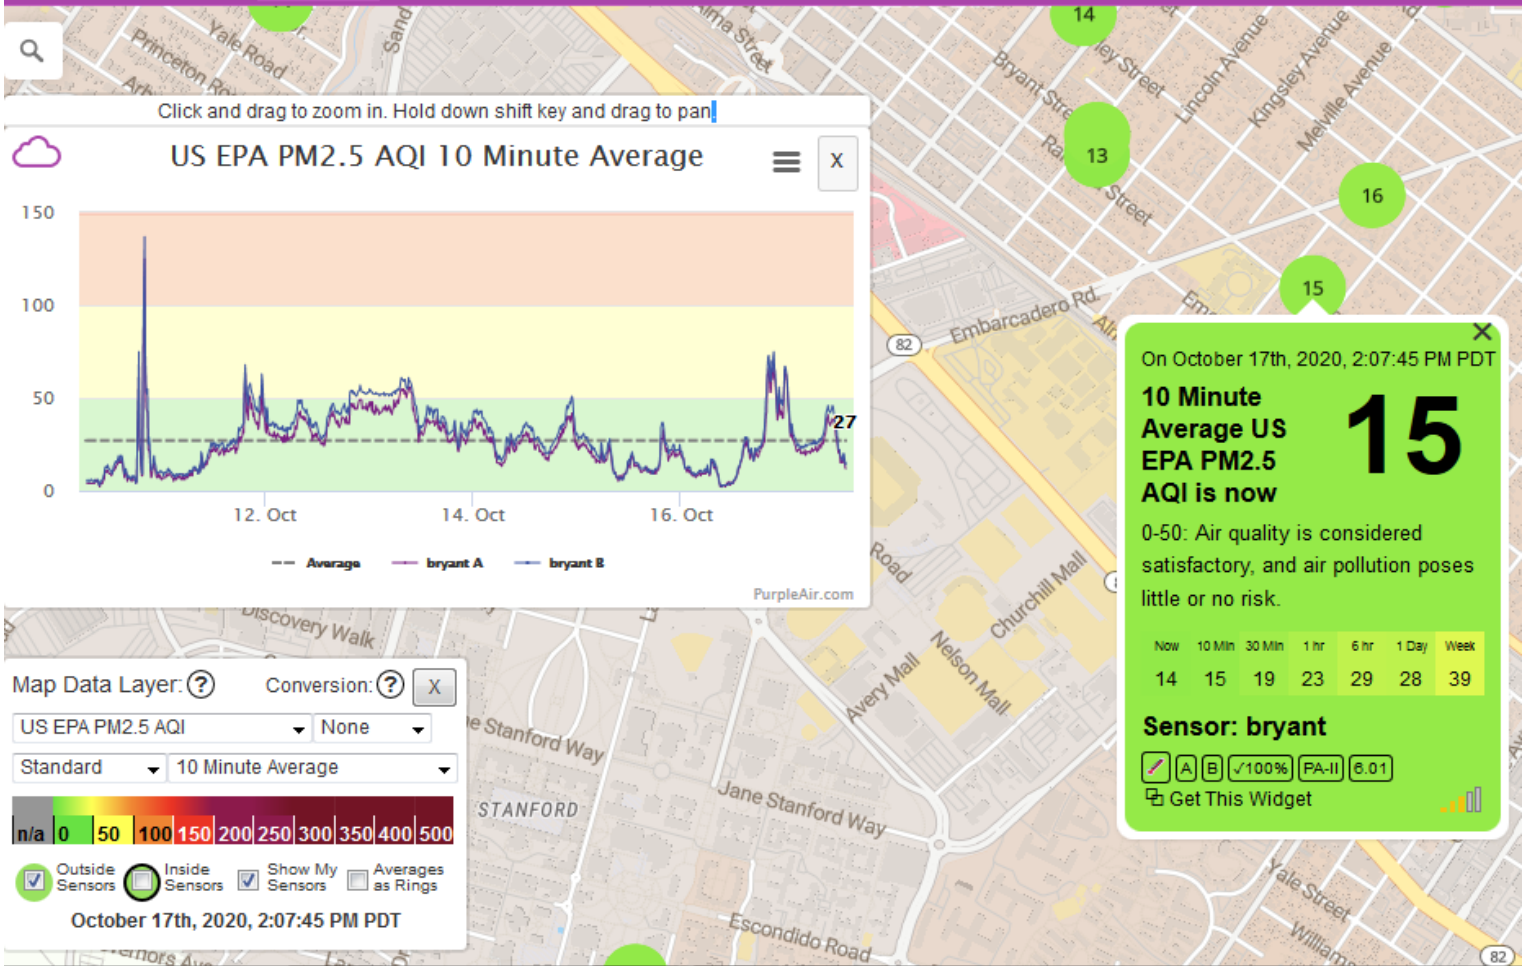 Princeton Road
Yale Road
Sand
Alma Street
14
Bryant Street
Lincoln Avenue
Kingsley Avenue
Melville Avenue
Rd.
Click and drag to zoom in. Hold down shift key and drag to pan.
US EPA PM2.5 AQI 10 Minute Average
X
13
Street
16
150
100
50
0
27
12. Oct
14. Oct
16. Oct
Average
bryant A
bryant B
PurpleAir.com
15
Embarcadero Rd.
82
On October 17th, 2020, 2:07:45 PM PDT
10 Minute
Average US
EPA PM2.5
AQI is now
15
0-50: Air quality is considered
satisfactory, and air pollution poses
little or no risk.
Now 10 Min 30 Min 1 hr 6 hr 1 Day Week
14 15 19 23 29 28 39
Sensor: bryant
A B √100% PA-II 6.01
Get This Widget
Road
Churchill Mall
Nelson Mall
Avery Mall
Discovery Walk
Map Data Layer: ? Conversion: ? X
US EPA PM2.5 AQI None
Standard 10 Minute Average
n/a 0 50 100 150 200 250 300 350 400 500
Outside Sensors Inside Sensors Show My Sensors Averages as Rings
October 17th, 2020, 2:07:45 PM PDT
Jane Stanford Way
STANFORD
Jane Stanford Way
Escondido Road
Yale Street
Williams
82